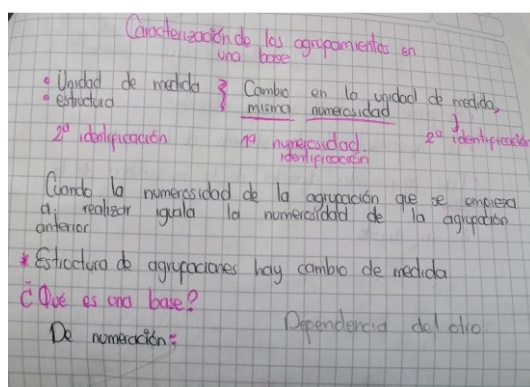 Caracterización de los agrupamientos en
una base
• Unidad de medida } Cambio en la unidad de medida,
• estructura misma numerosidad
2ª identificación 1ª numerosidad. 2ª identificación
identificación
Cuando la numerosidad de la agrupación que se empieza
a realizar iguala la numerosidad de la agrupación
anterior
* Estructura de agrupaciones hay cambio de medida
¿Qué es una base?
De numeración: Dependencia del otro.